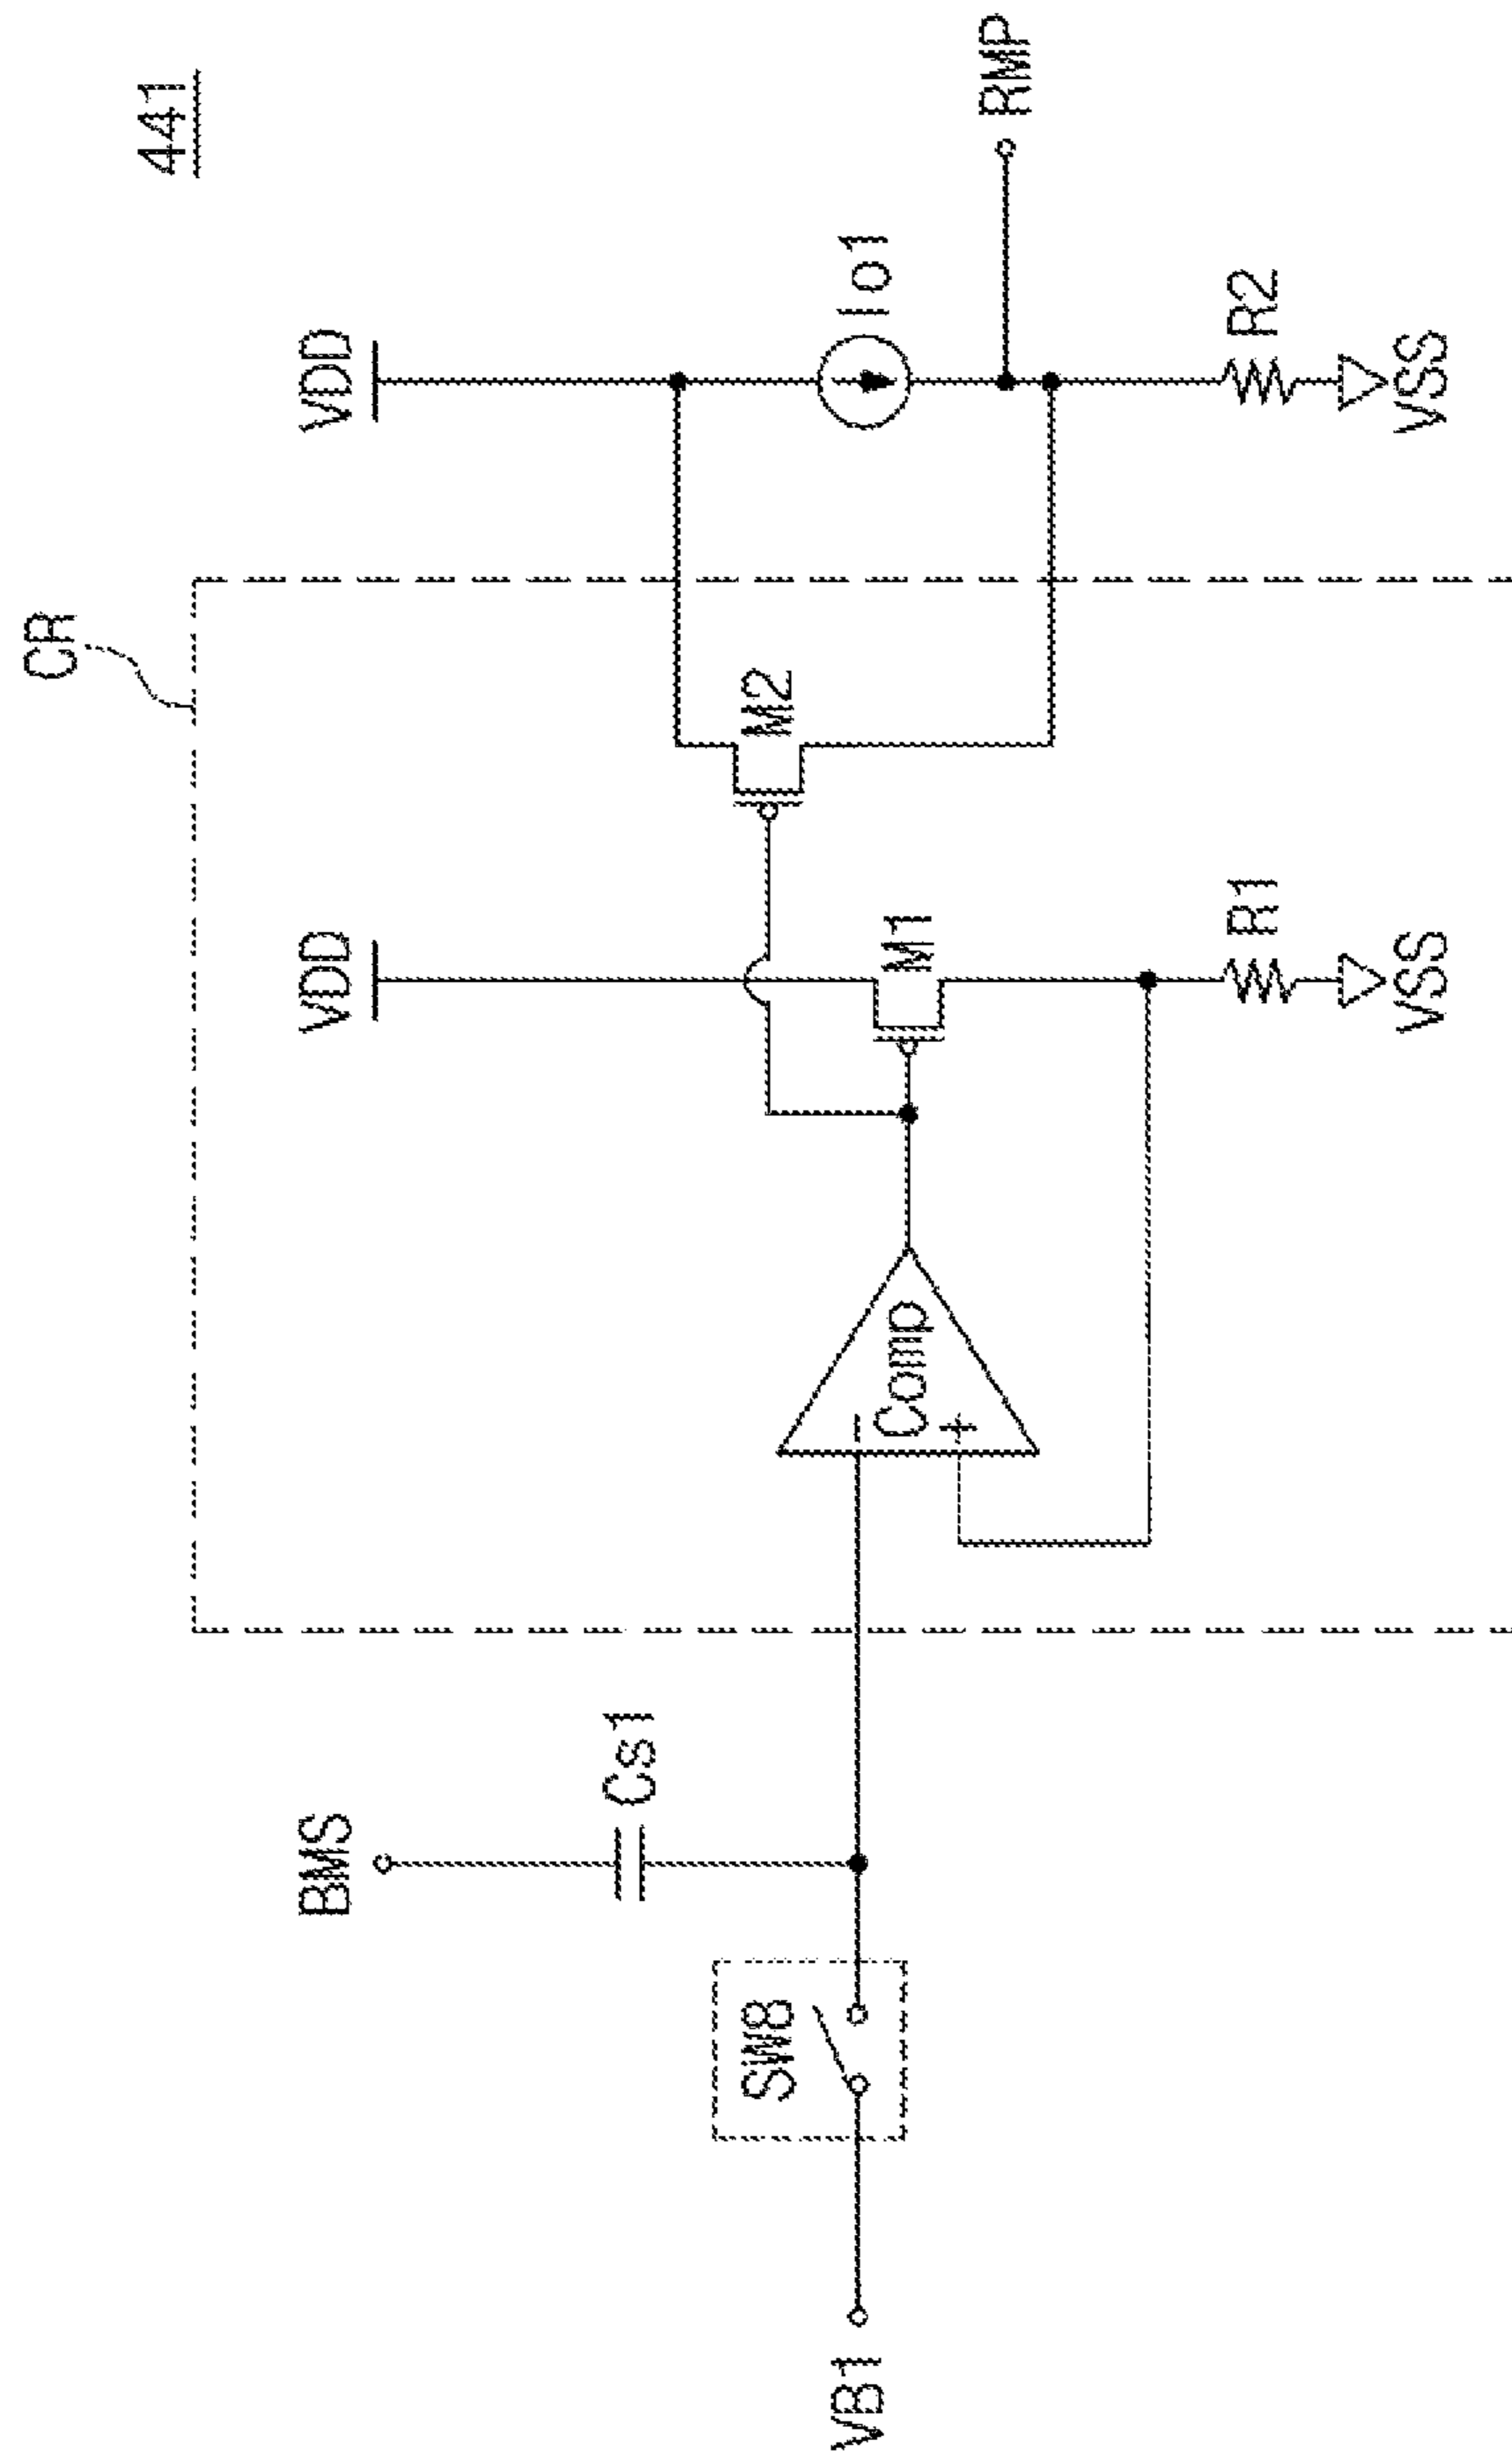 441
CR
VDD
VDD
BMS
Cs1
M2
Io1
RMP
SW8
M1
VB1
−
Comp
+
R1
R2
VSS
VSS